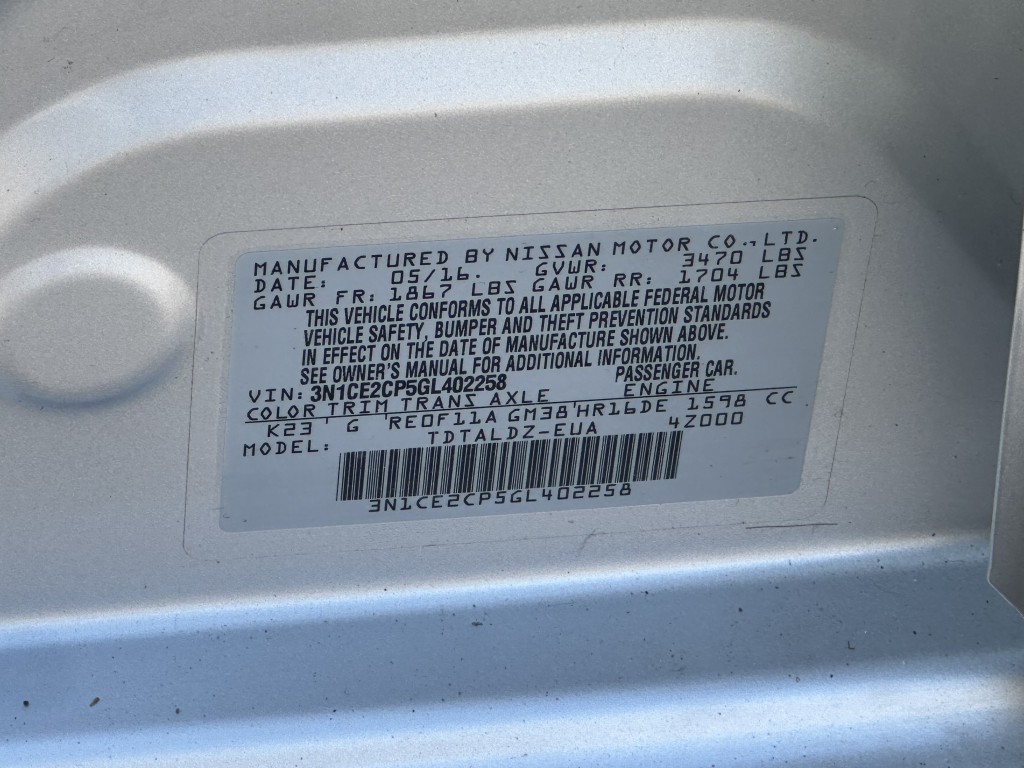 MANUFACTURED BY NISSAN MOTOR CO., LTD.
DATE: 05/16. GVWR: 3470 LBS
GAWR FR: 1867 LBS GAWR RR: 1704 LBS
THIS VEHICLE CONFORMS TO ALL APPLICABLE FEDERAL MOTOR
VEHICLE SAFETY, BUMPER AND THEFT PREVENTION STANDARDS
IN EFFECT ON THE DATE OF MANUFACTURE SHOWN ABOVE.
SEE OWNER'S MANUAL FOR ADDITIONAL INFORMATION.
VIN: 3N1CE2CP5GL402258 PASSENGER CAR.
COLOR TRIM TRANS AXLE ENGINE
K23 ' G 'RE0F11A GM38'HR16DE 1598 CC
MODEL: TDTALDZ-EUA 4Z000
3N1CE2CP5GL402258